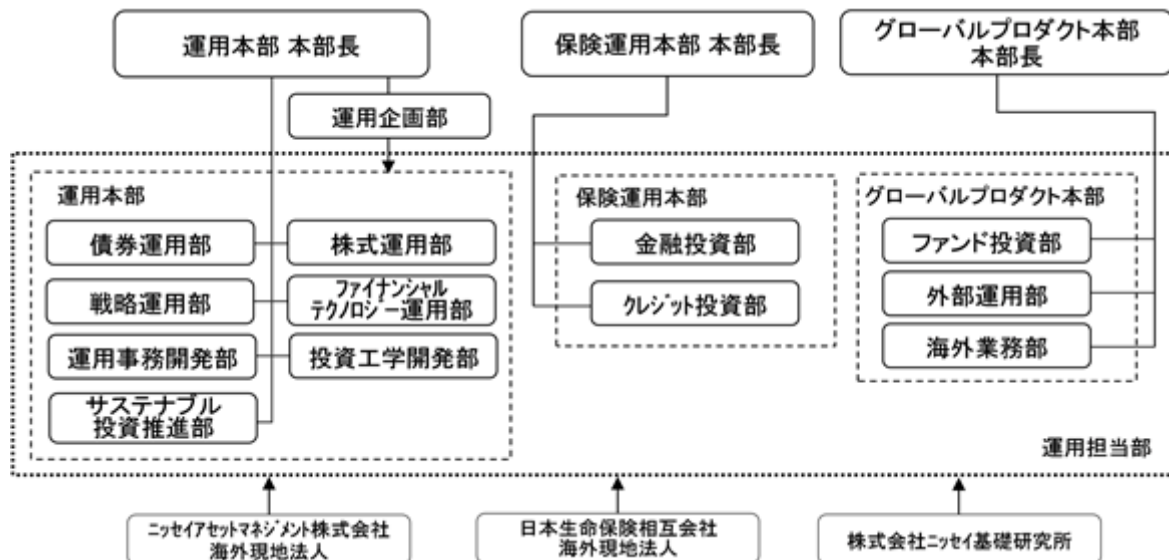 運用本部 本部長
保険運用本部 本部長
グローバルプロダクト本部
本部長
運用企画部
運用本部
債券運用部
株式運用部
戦略運用部
ファイナンシャル
テクノロジー運用部
運用事務開発部
投資工学開発部
サステナブル
投資推進部
保険運用本部
金融投資部
クレジット投資部
グローバルプロダクト本部
ファンド投資部
外部運用部
海外業務部
運用担当部
ニッセイアセットマネジメント株式会社
海外現地法人
日本生命保険相互会社
海外現地法人
株式会社ニッセイ基礎研究所